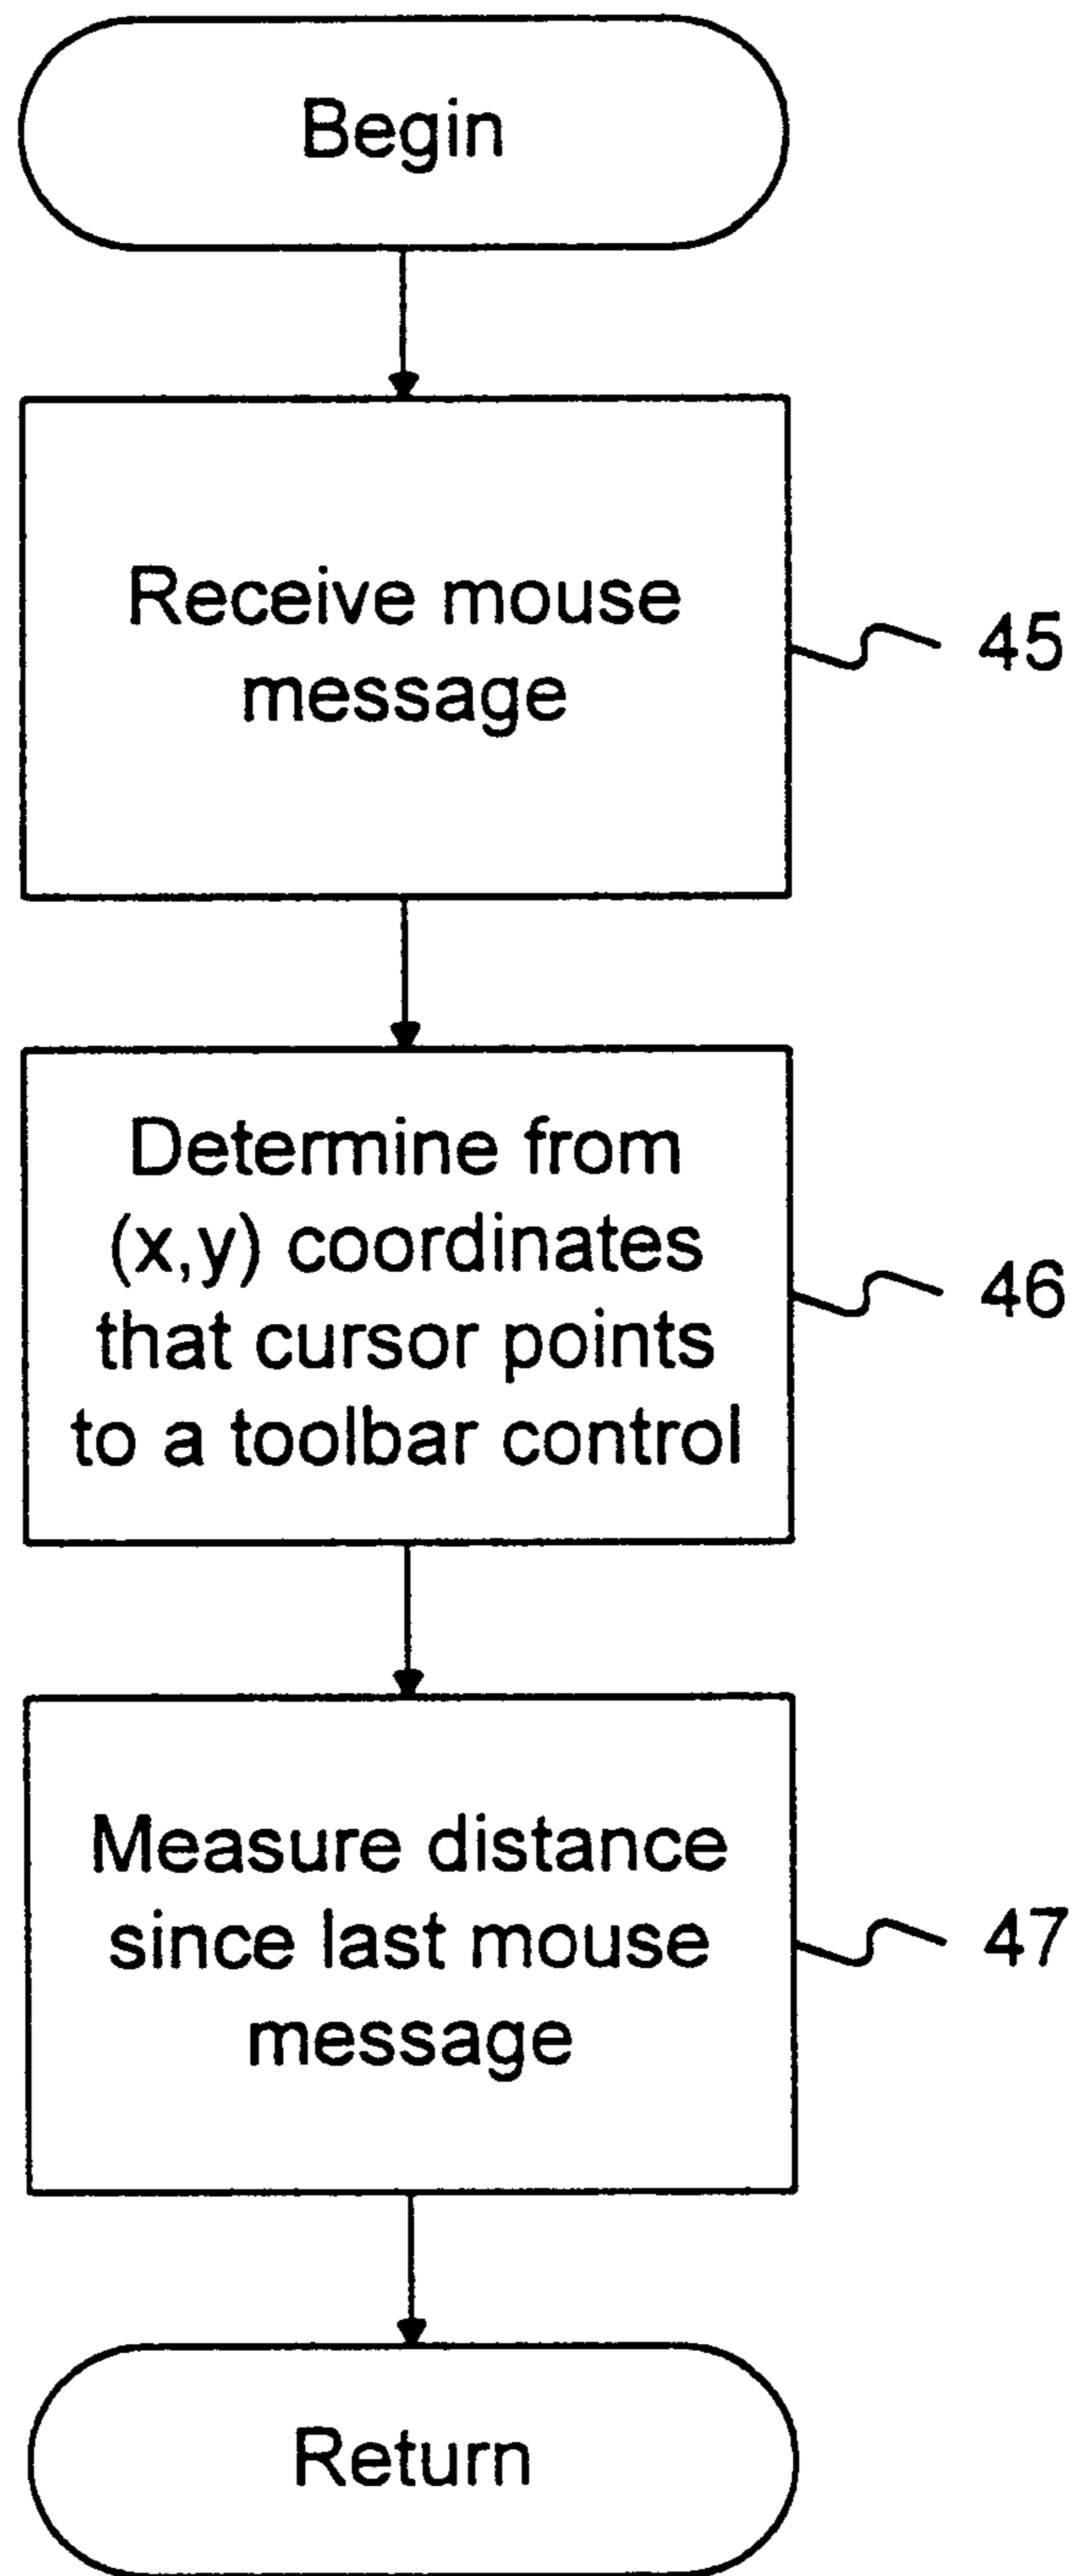 Begin
Receive mouse
message
45
Determine from
(x,y) coordinates
that cursor points
to a toolbar control
46
Measure distance
since last mouse
message
47
Return